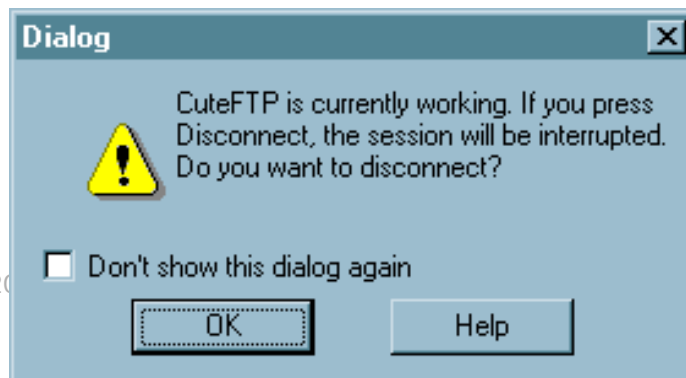 Dialog
CuteFTP is currently working. If you press
Disconnect, the session will be interrupted.
Do you want to disconnect?
Don't show this dialog again
OK
Help